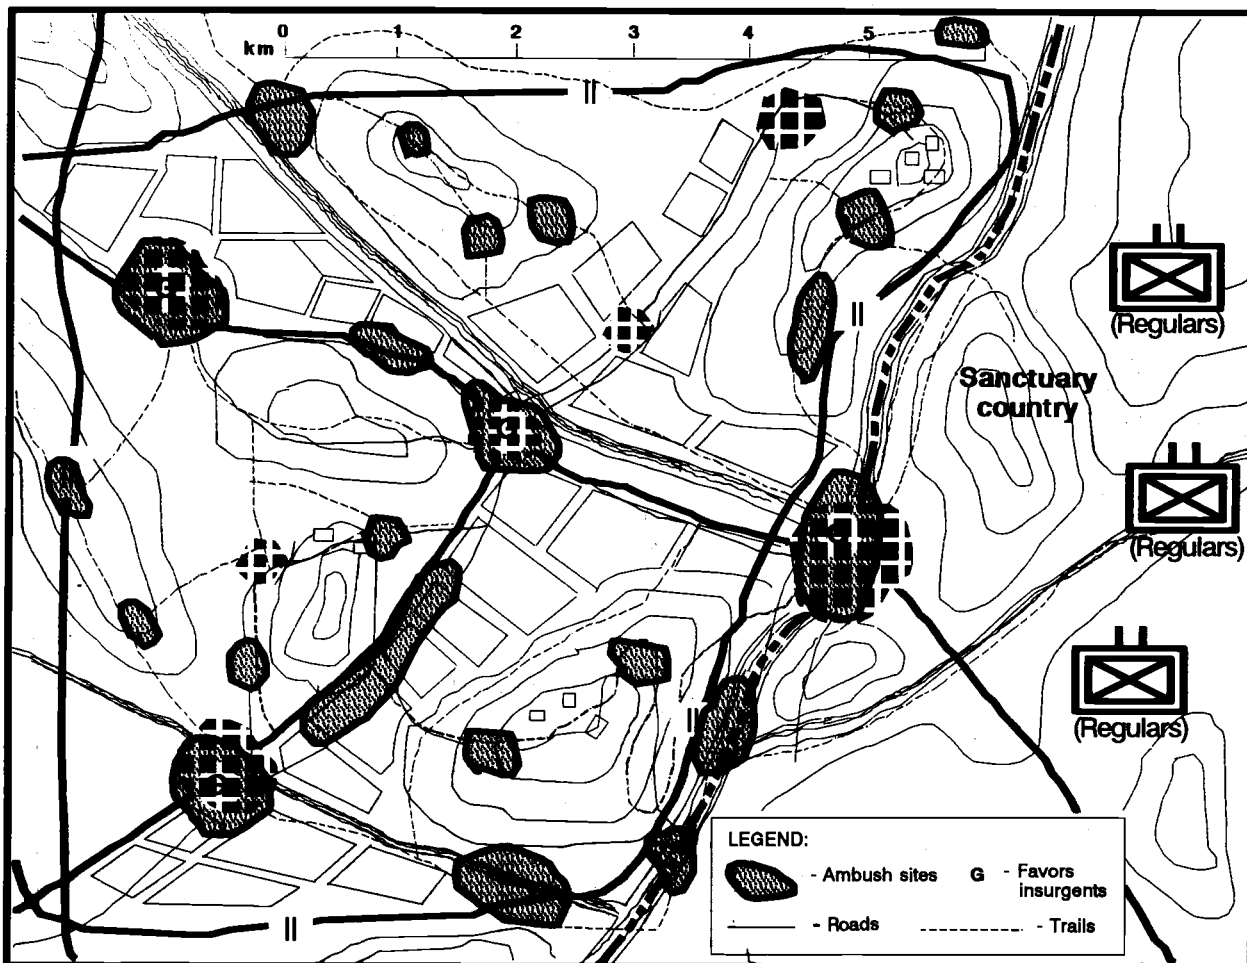 0 1 2 3 4 5
km
II
G
II
(Regulars)
Sanctuary
country
G
(Regulars)
G
(Regulars)
II
G
II
LEGEND:
- Ambush sites
G - Favors
insurgents
- Roads
- Trails